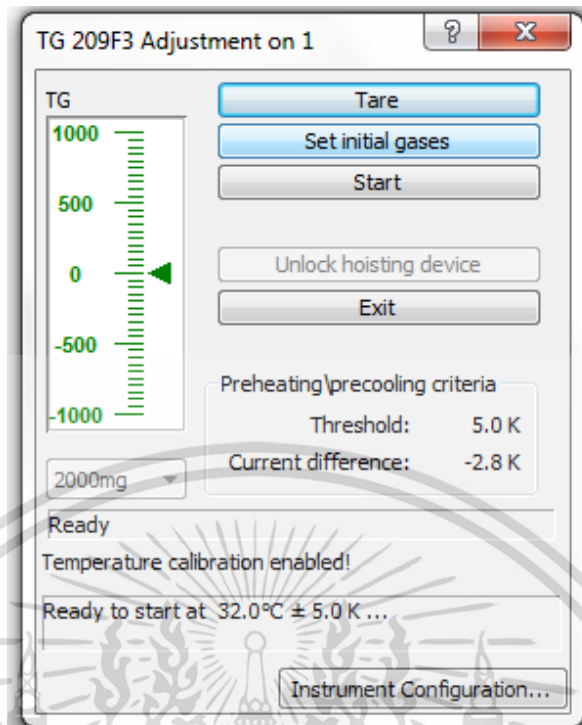 TG 209F3 Adjustment on 1
TG
1000
500
0
-500
-1000
2000mg
Tare
Set initial gases
Start
Unlock hoisting device
Exit
Preheating\precooling criteria
Threshold: 5.0 K
Current difference: -2.8 K
Ready
Temperature calibration enabled!
Ready to start at 32.0°C ± 5.0 K ...
Instrument Configuration...